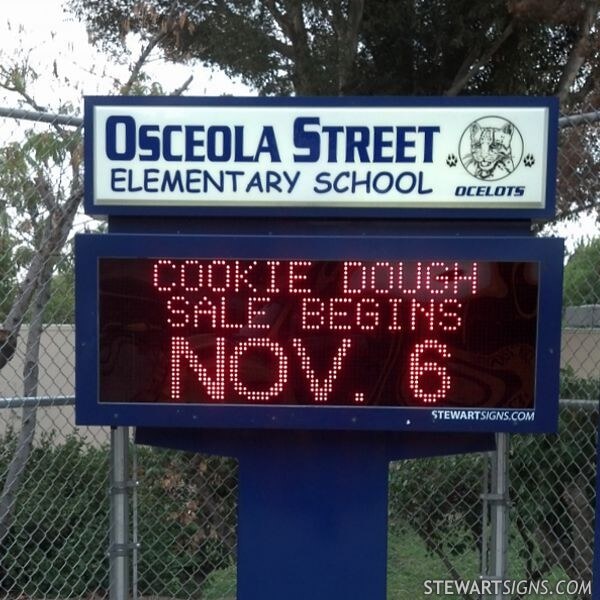 OSCEOLA STREET
ELEMENTARY SCHOOL
OCELOTS
COOKIE DOUGH
SALE BEGINS
NOV. 6
STEWARTSIGNS.COM
STEWARTSIGNS.COM